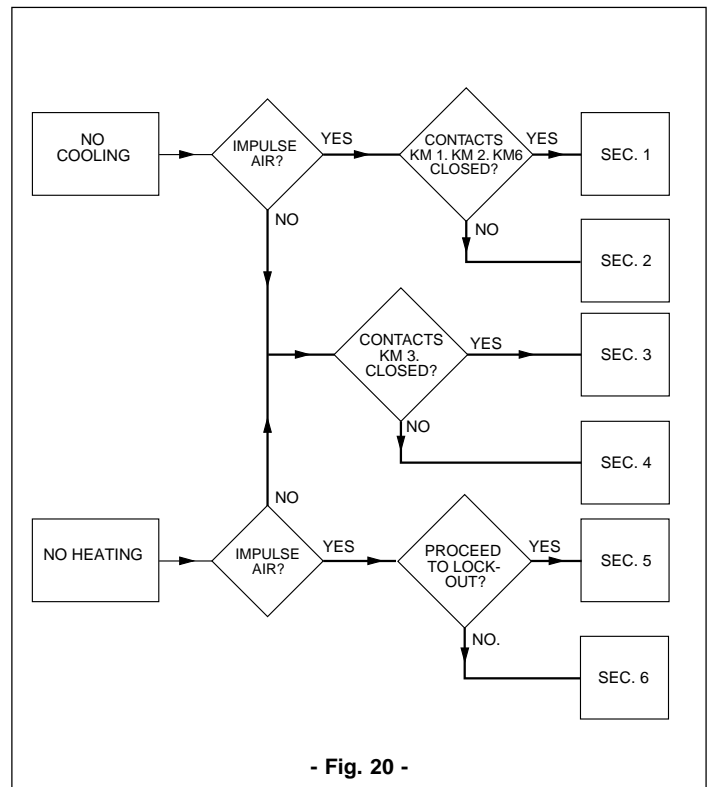 NO
COOLING
IMPULSE
AIR?
YES
CONTACTS
KM 1. KM 2. KM6
CLOSED?
YES
SEC. 1
NO
NO
SEC. 2
CONTACTS
KM 3.
CLOSED?
YES
SEC. 3
NO
SEC. 4
NO
NO HEATING
IMPULSE
AIR?
YES
PROCEED
TO LOCK-
OUT?
YES
SEC. 5
NO.
SEC. 6
- Fig. 20 -